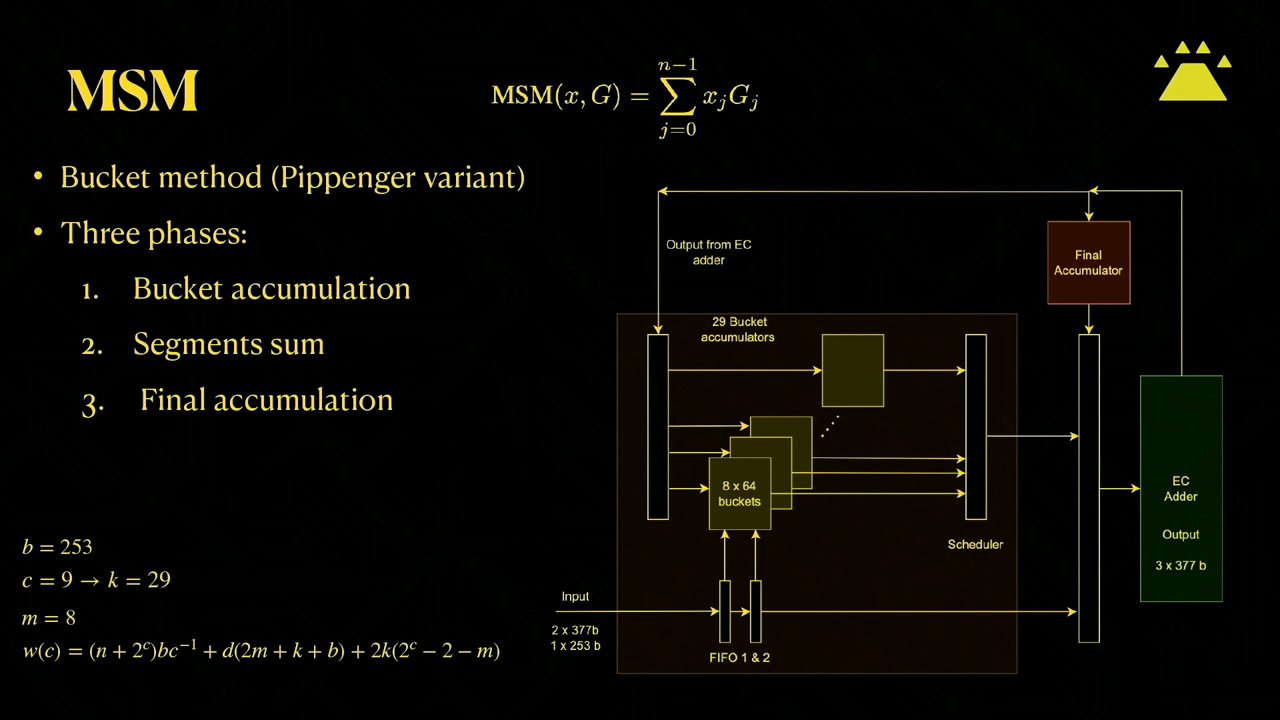 MSM
MSM(x, G) = \sum_{j=0}^{n-1} x_j G_j
• Bucket method (Pippenger variant)
• Three phases:
1. Bucket accumulation
2. Segments sum
3. Final accumulation
b = 253
c = 9 → k = 29
m = 8
w(c) = (n + 2^c)bc^{-1} + d(2m + k + b) + 2k(2^c − 2 − m)
Output from EC
adder
Final
Accumulator
29 Bucket
accumulators
8 x 64
buckets
Scheduler
EC
Adder
Output
3 x 377 b
Input
2 x 377b
1 x 253 b
FIFO 1 & 2